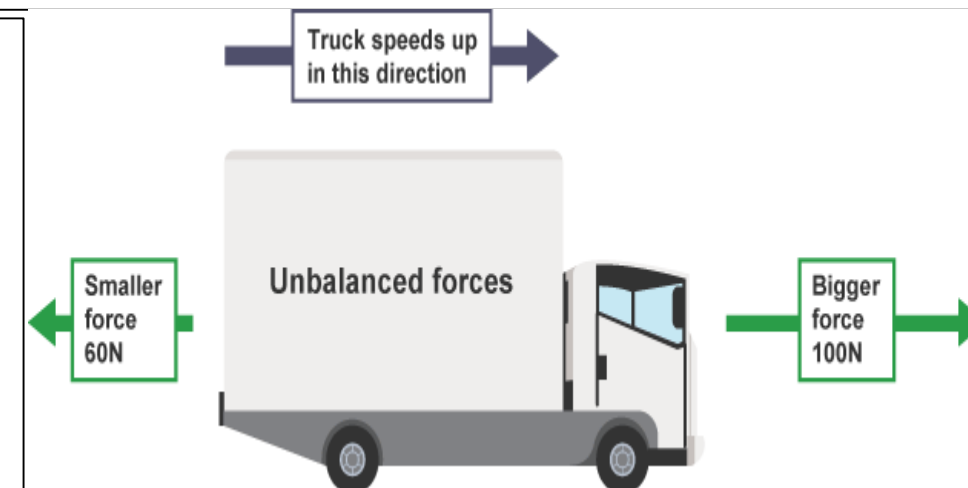 Truck speeds up
in this direction
Unbalanced forces
Smaller
force
60N
Bigger
force
100N